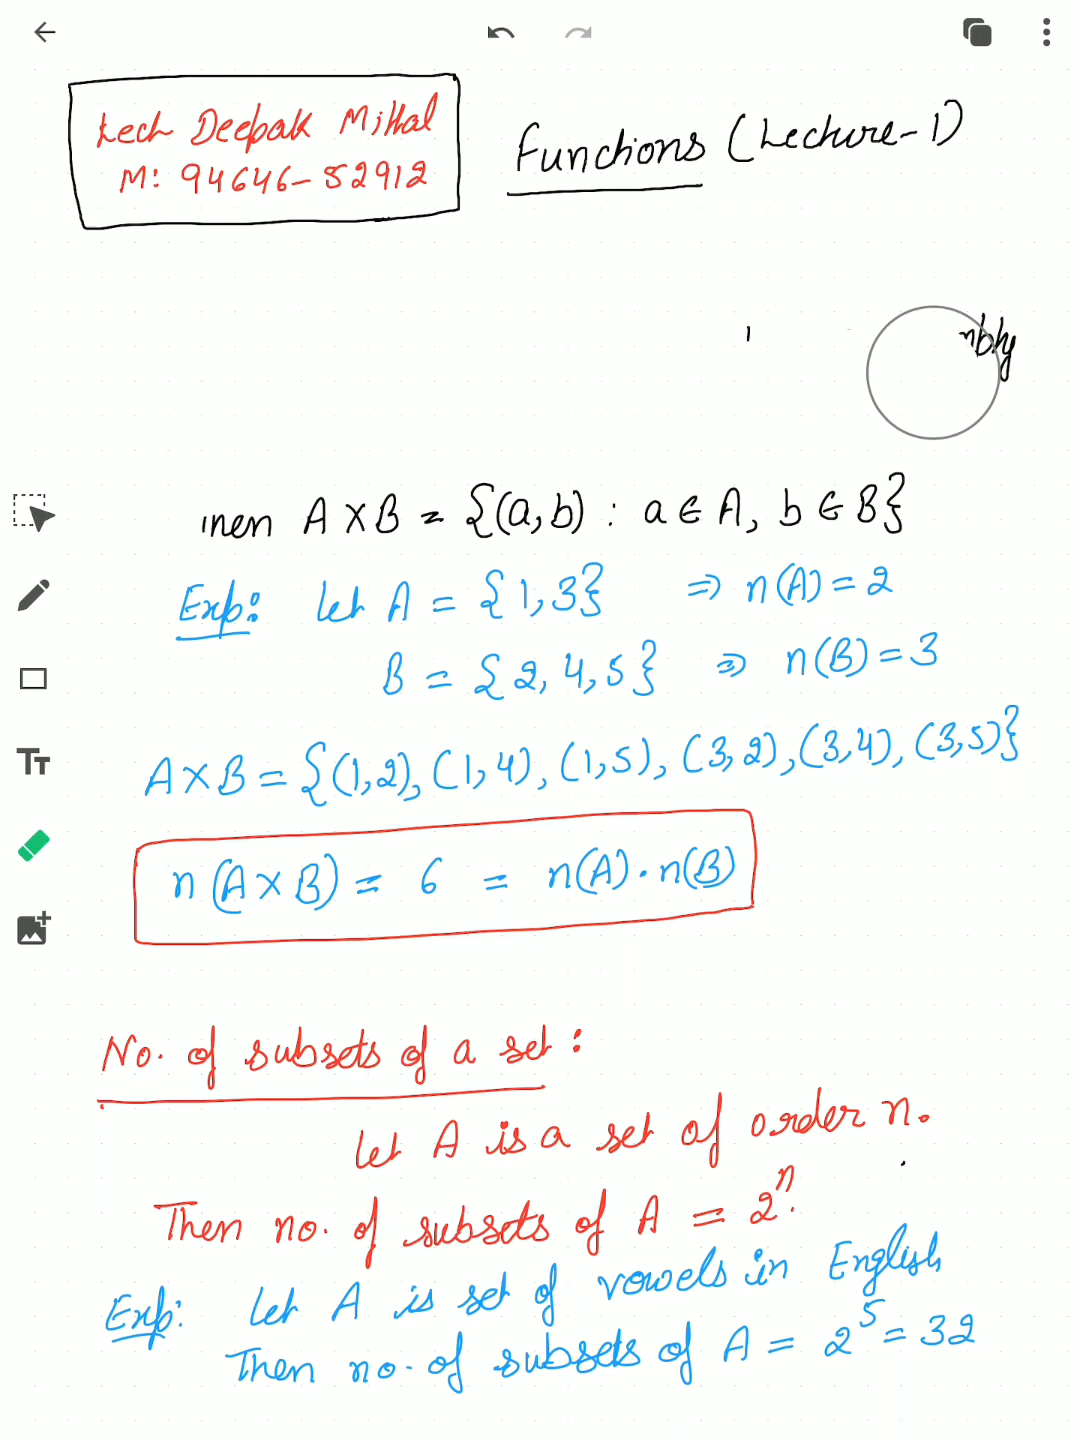 Lect Deepak Mittal
M: 94646-52912
Functions (Lecture-1)
A X B = {(a,b) : a ∈ A, b ∈ B}
Exp: Let A = {1,3} ⇒ n(A) = 2
B = {2,4,5} ⇒ n(B) = 3
A X B = {(1,2), (1,4), (1,5), (3,2), (3,4), (3,5)}
n(A X B) = 6 = n(A)·n(B)
No. of subsets of a set :
Let A is a set of order n.
Then no. of subsets of A = 2ⁿ.
Exp: Let A is set of vowels in English
Then no. of subsets of A = 2⁵ = 32